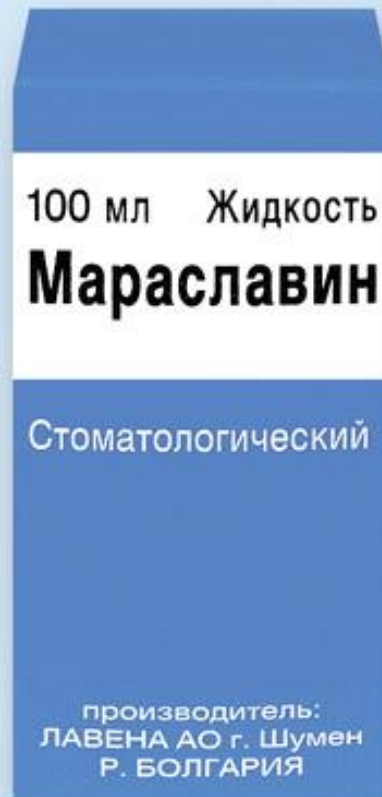 100 мл Жидкость
Мараславин
Стоматологический
производитель:
ЛАВЕНА АО г. Шумен
Р. БОЛГАРИЯ